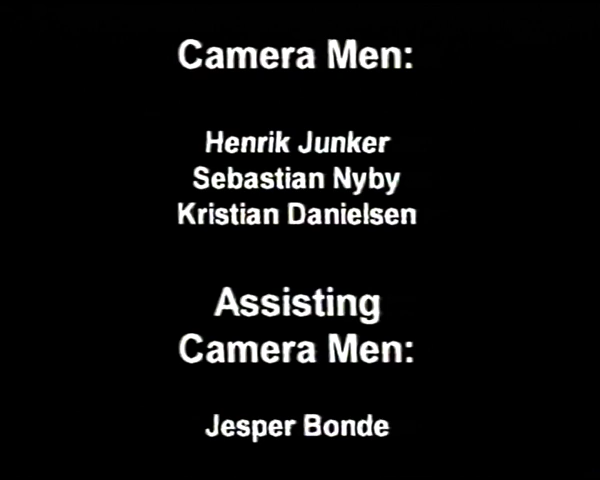 Camera Men:
Henrik Junker
Sebastian Nyby
Kristian Danielsen
Assisting
Camera Men:
Jesper Bonde